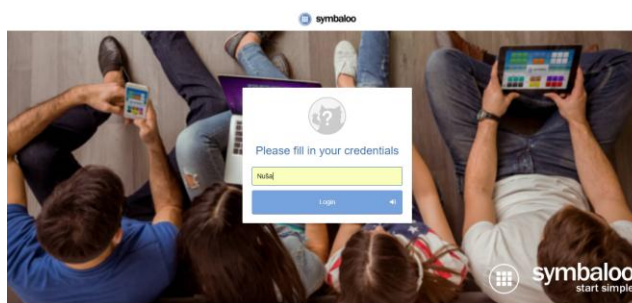 symbaloo
Please fill in your credentials
Nuša
Login
symbaloo
start simple